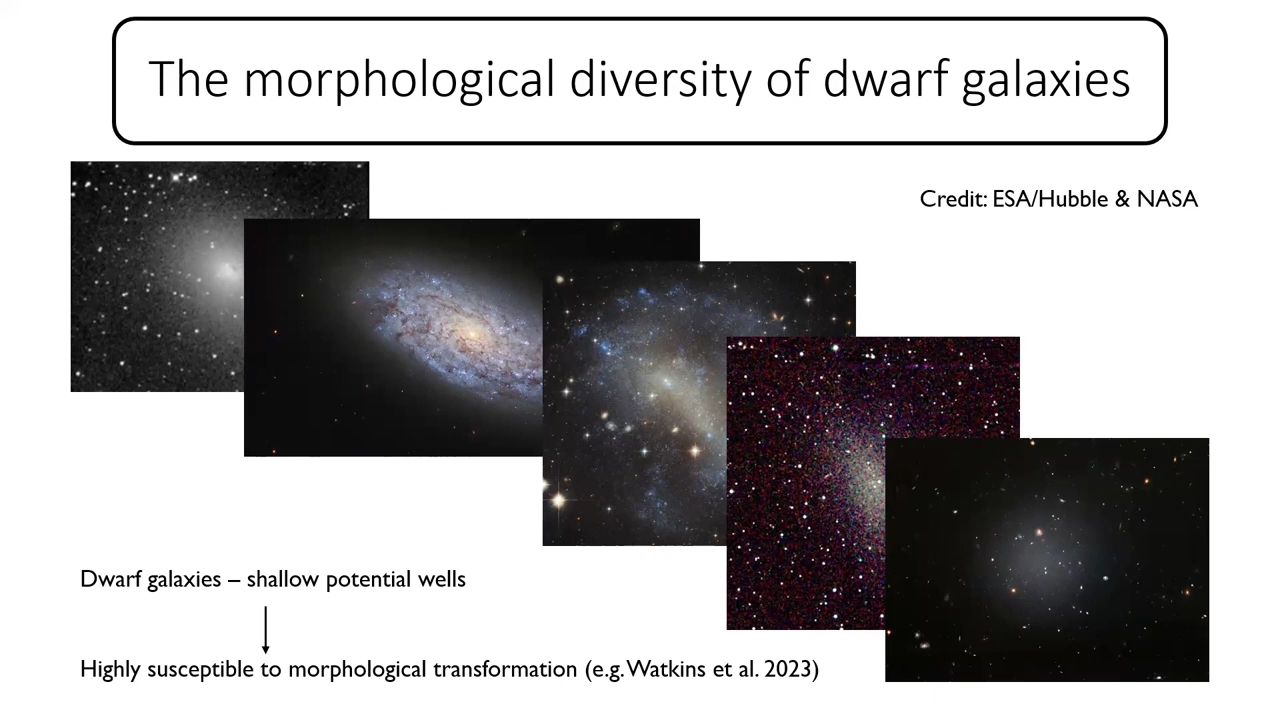 The morphological diversity of dwarf galaxies
Credit: ESA/Hubble & NASA
Dwarf galaxies – shallow potential wells
Highly susceptible to morphological transformation (e.g. Watkins et al. 2023)